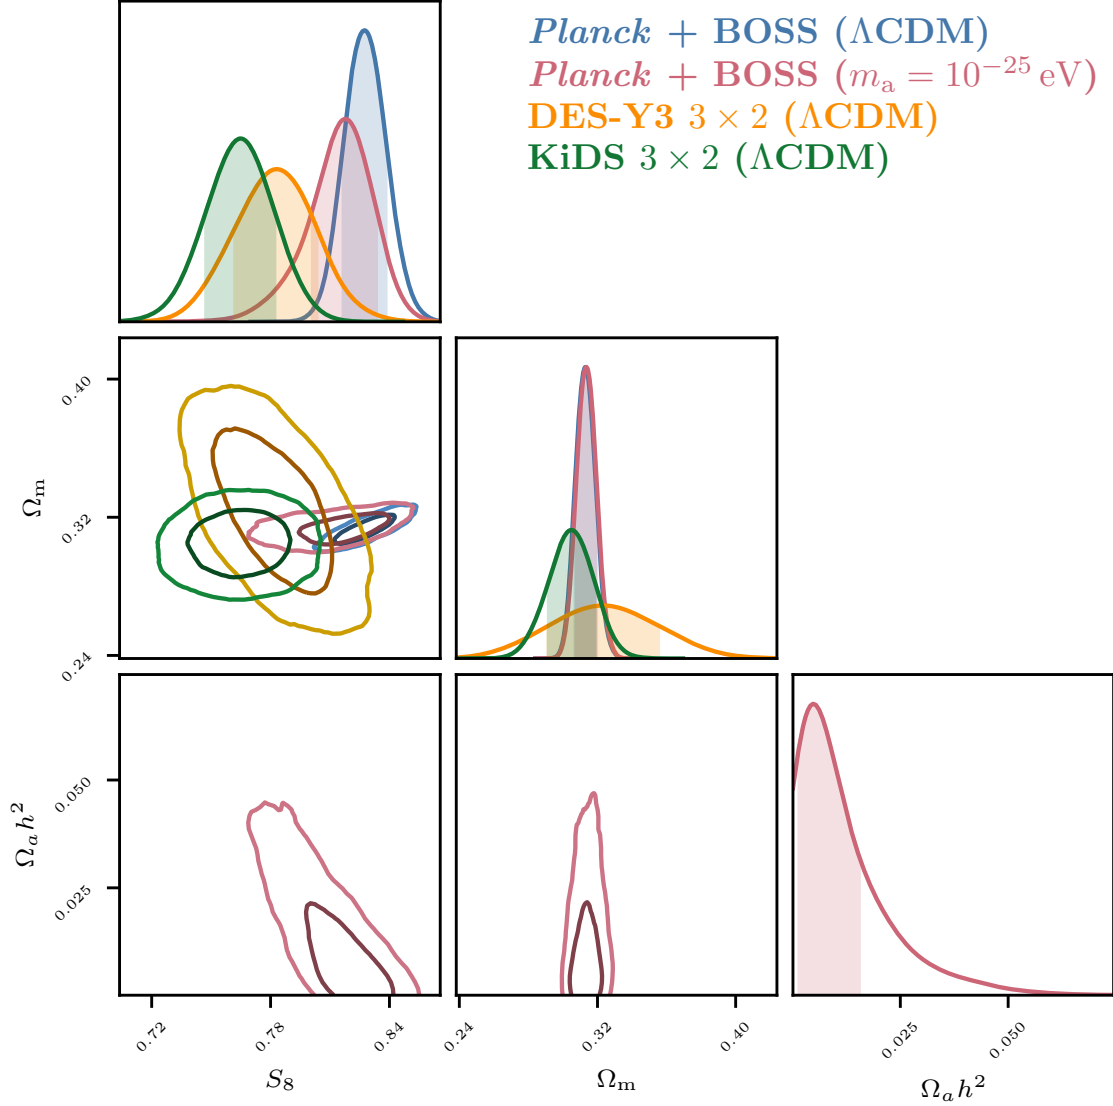 Planck + BOSS (ΛCDM)
Planck + BOSS (mₐ = 10⁻²⁵ eV)
DES-Y3 3 × 2 (ΛCDM)
KiDS 3 × 2 (ΛCDM)
0.40
0.32
0.24
Ωₘ
0.050
0.025
Ωₐh²
0.72
0.78
0.84
S₈
0.24
0.32
0.40
Ωₘ
0.025
0.050
Ωₐh²